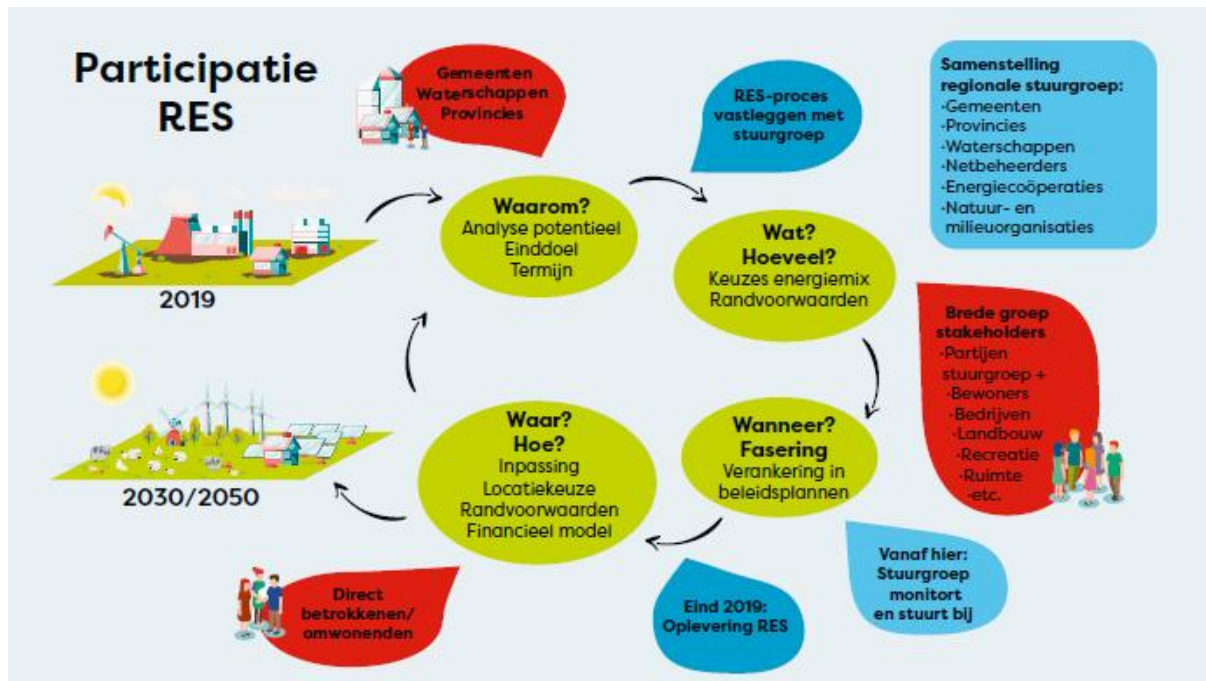 Participatie
RES
Gemeenten
Waterschappen
Provincies
RES-proces
vastleggen met
stuurgroep
Samenstelling
regionale stuurgroep:
·Gemeenten
·Provincies
·Waterschappen
·Netbeheerders
·Energiecoöperaties
·Natuur- en
milieuorganisaties
Waarom?
Analyse potentieel
Einddoel
Termijn
Wat?
Hoeveel?
Keuzes energiemix
Randvoorwaarden
2019
Brede groep
stakeholders
·Partijen
stuurgroep +
·Bewoners
·Bedrijven
·Landbouw
·Recreatie
·Ruimte
·etc.
Wanneer?
Fasering
Verankering in
beleidsplannen
Waar?
Hoe?
Inpassing
Locatiekeuze
Randvoorwaarden
Financieel model
2030/2050
Vanaf hier:
Stuurgroep
monitort
en stuurt bij
Eind 2019:
Oplevering RES
Direct
betrokkenen/
omwonenden